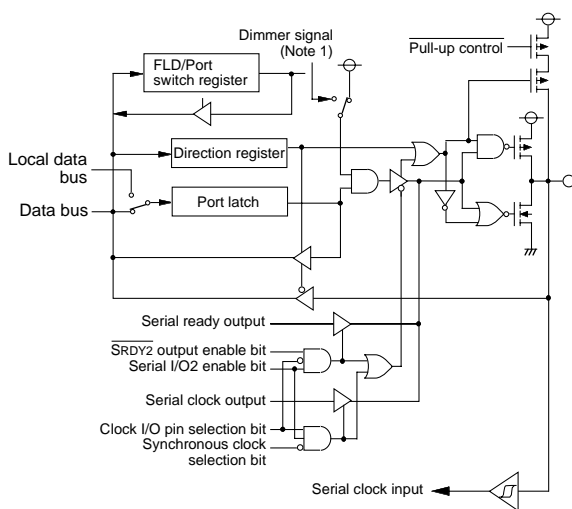 Dimmer signal
(Note 1)
Pull-up control
FLD/Port
switch register
Direction register
Local data
bus
Data bus
Port latch
Serial ready output
SRDY2 output enable bit
Serial I/O2 enable bit
Serial clock output
Clock I/O pin selection bit
Synchronous clock
selection bit
Serial clock input